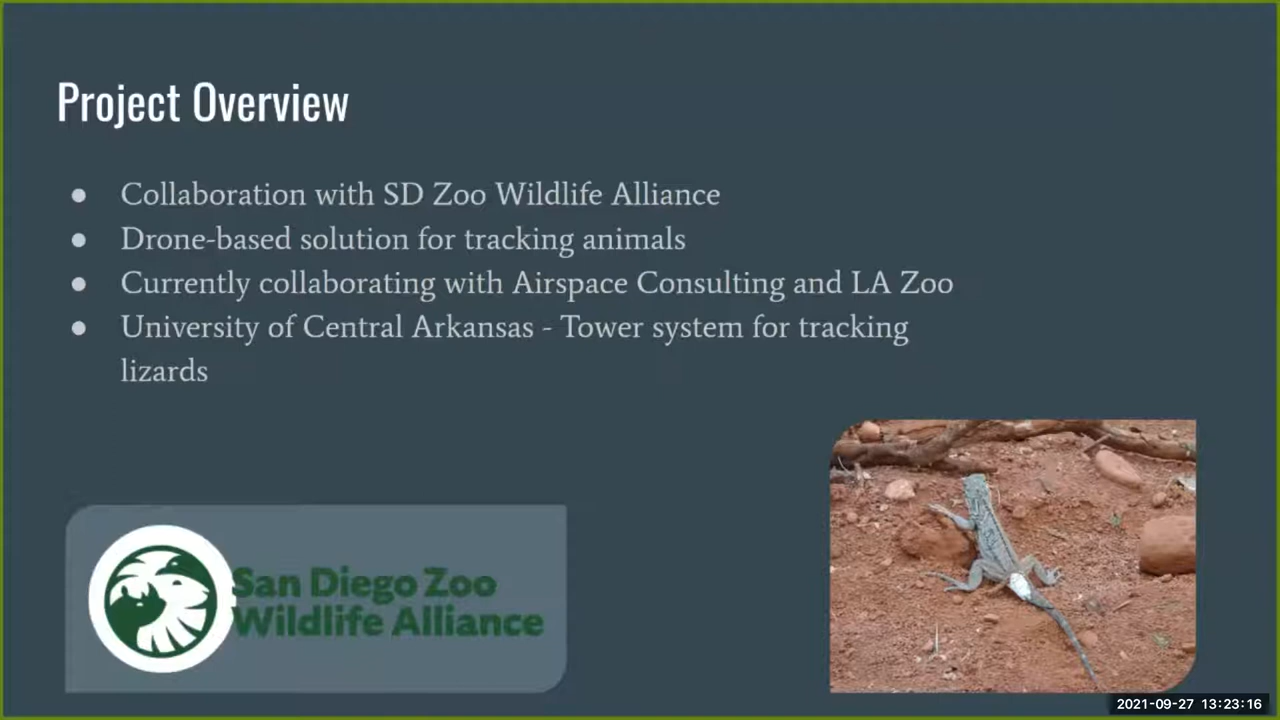 Project Overview
● Collaboration with SD Zoo Wildlife Alliance
● Drone-based solution for tracking animals
● Currently collaborating with Airspace Consulting and LA Zoo
● University of Central Arkansas - Tower system for tracking
lizards
San Diego Zoo
Wildlife Alliance
2021-09-27 13:23:16